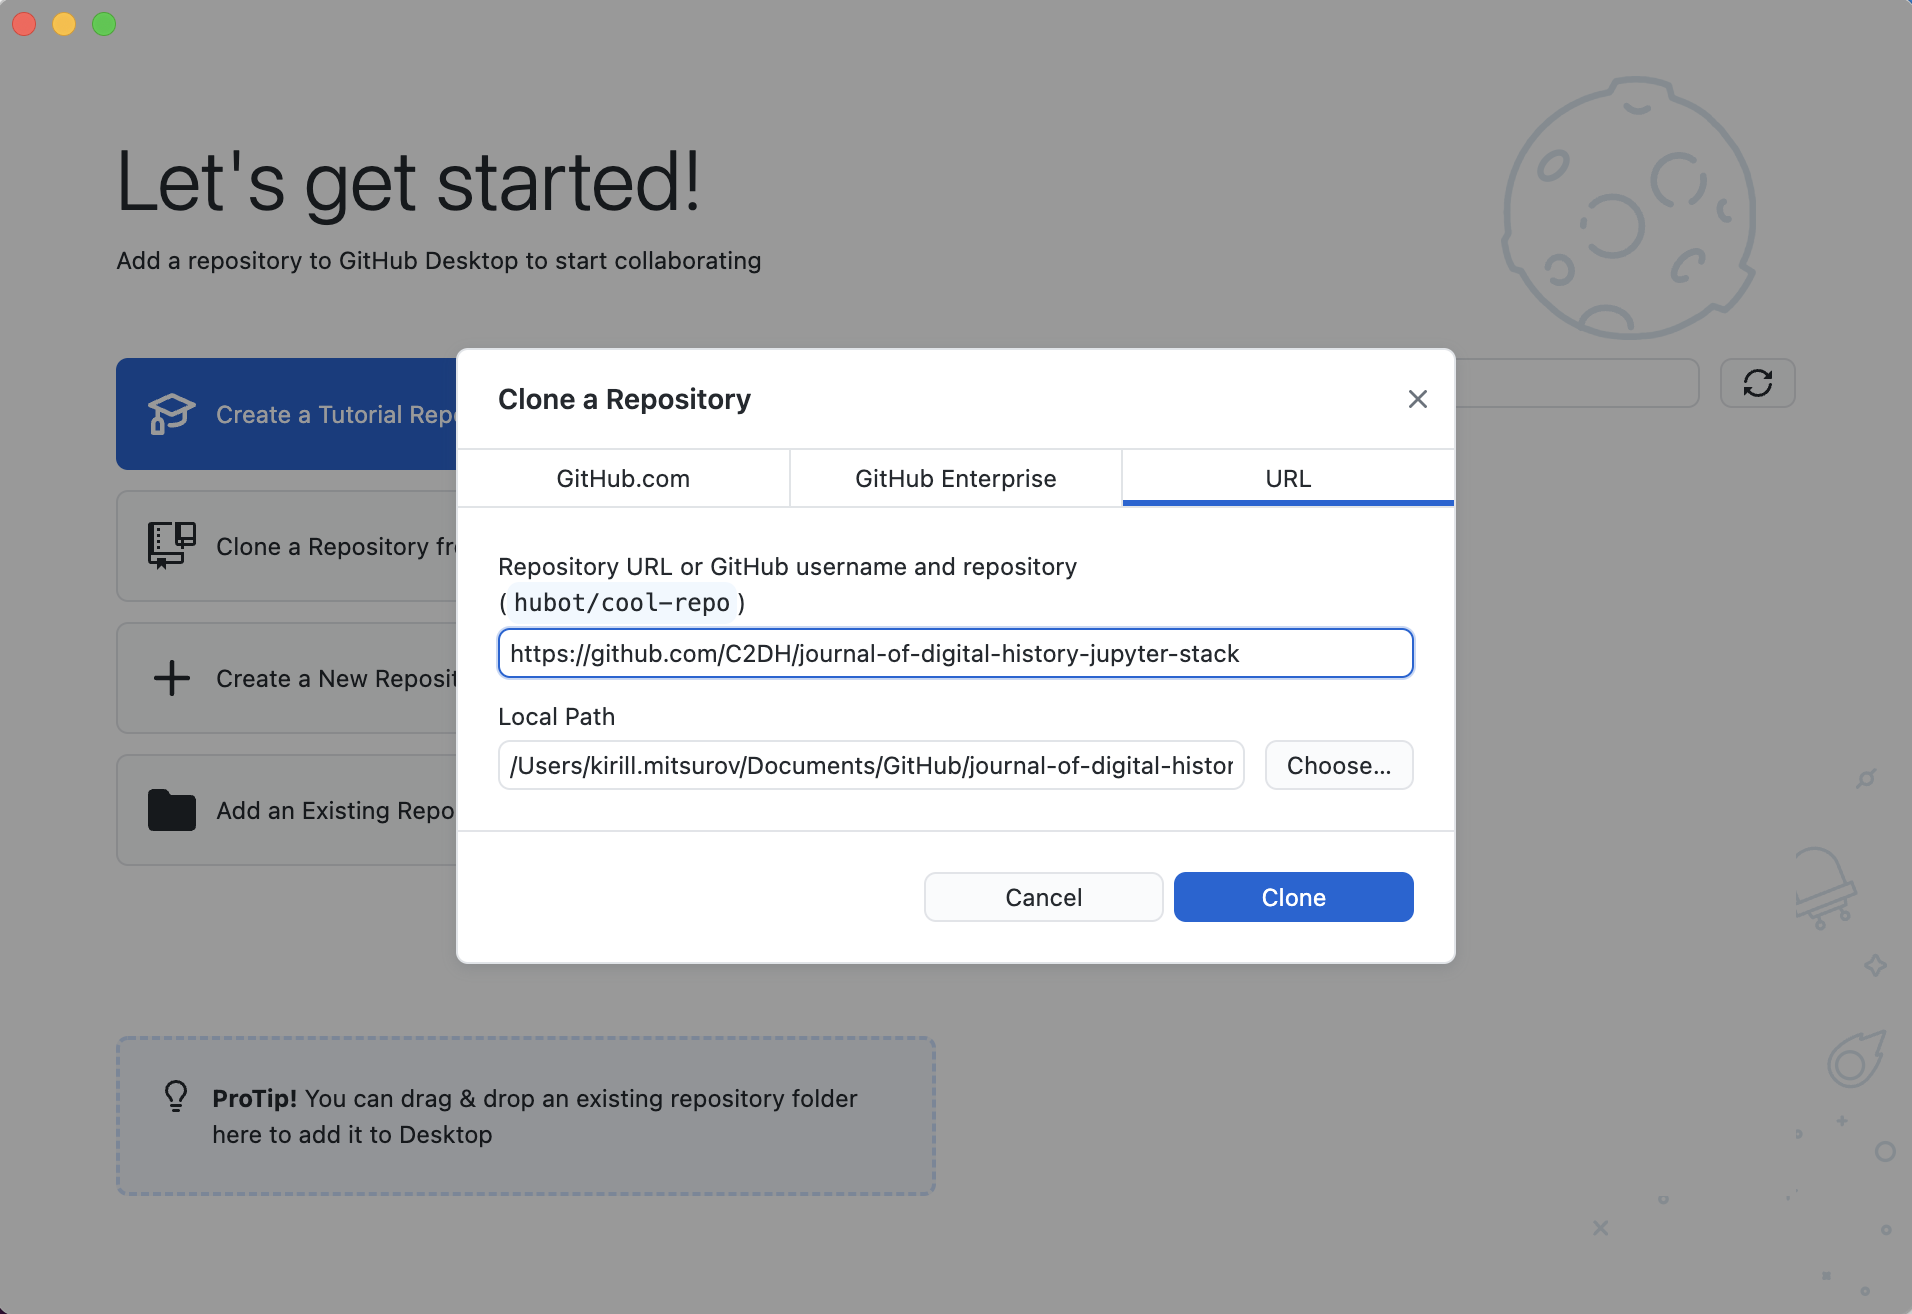 Let's get started!
Add a repository to GitHub Desktop to start collaborating
Create a Tutorial Repo
Clone a Repository fr
Create a New Reposit
Add an Existing Repo
Clone a Repository
GitHub.com
GitHub Enterprise
URL
Repository URL or GitHub username and repository
(hubot/cool-repo)
https://github.com/C2DH/journal-of-digital-history-jupyter-stack
Local Path
/Users/kirill.mitsurov/Documents/GitHub/journal-of-digital-histor
Choose...
Cancel
Clone
ProTip! You can drag & drop an existing repository folder
here to add it to Desktop